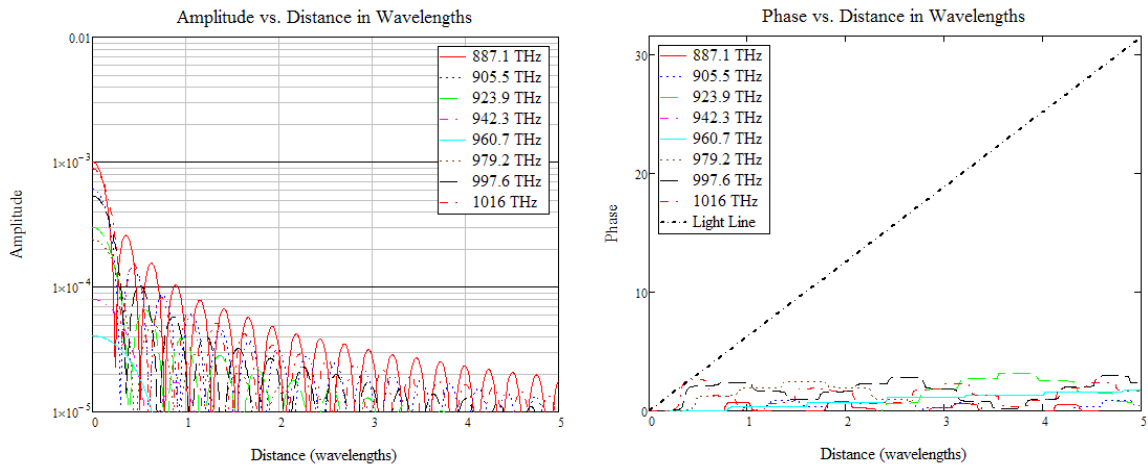 Amplitude vs. Distance in Wavelengths
0.01
1×10⁻³
1×10⁻⁴
1×10⁻⁵
Amplitude
887.1 THz
905.5 THz
923.9 THz
942.3 THz
960.7 THz
979.2 THz
997.6 THz
1016 THz
0 1 2 3 4 5
Distance (wavelengths)
Phase vs. Distance in Wavelengths
30
20
10
0
Phase
887.1 THz
905.5 THz
923.9 THz
942.3 THz
960.7 THz
979.2 THz
997.6 THz
1016 THz
Light Line
0 1 2 3 4 5
Distance (wavelengths)